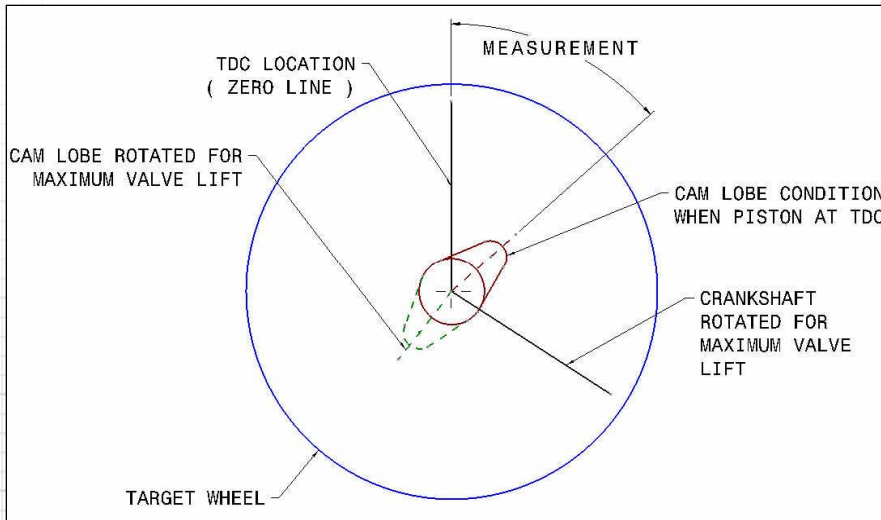 MEASUREMENT
TDC LOCATION
( ZERO LINE )
CAM LOBE ROTATED FOR
MAXIMUM VALVE LIFT
CAM LOBE CONDITION
WHEN PISTON AT TDC
CRANKSHAFT
ROTATED FOR
MAXIMUM VALVE
LIFT
TARGET WHEEL